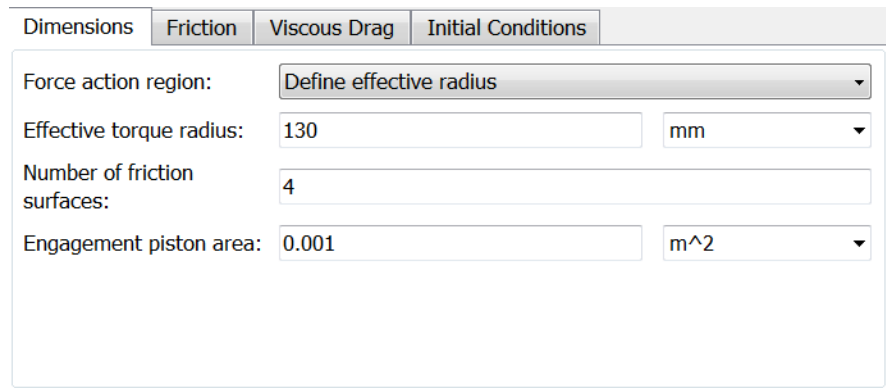 Dimensions Friction Viscous Drag Initial Conditions
Force action region: Define effective radius
Effective torque radius: 130 mm
Number of friction
surfaces: 4
Engagement piston area: 0.001 m^2